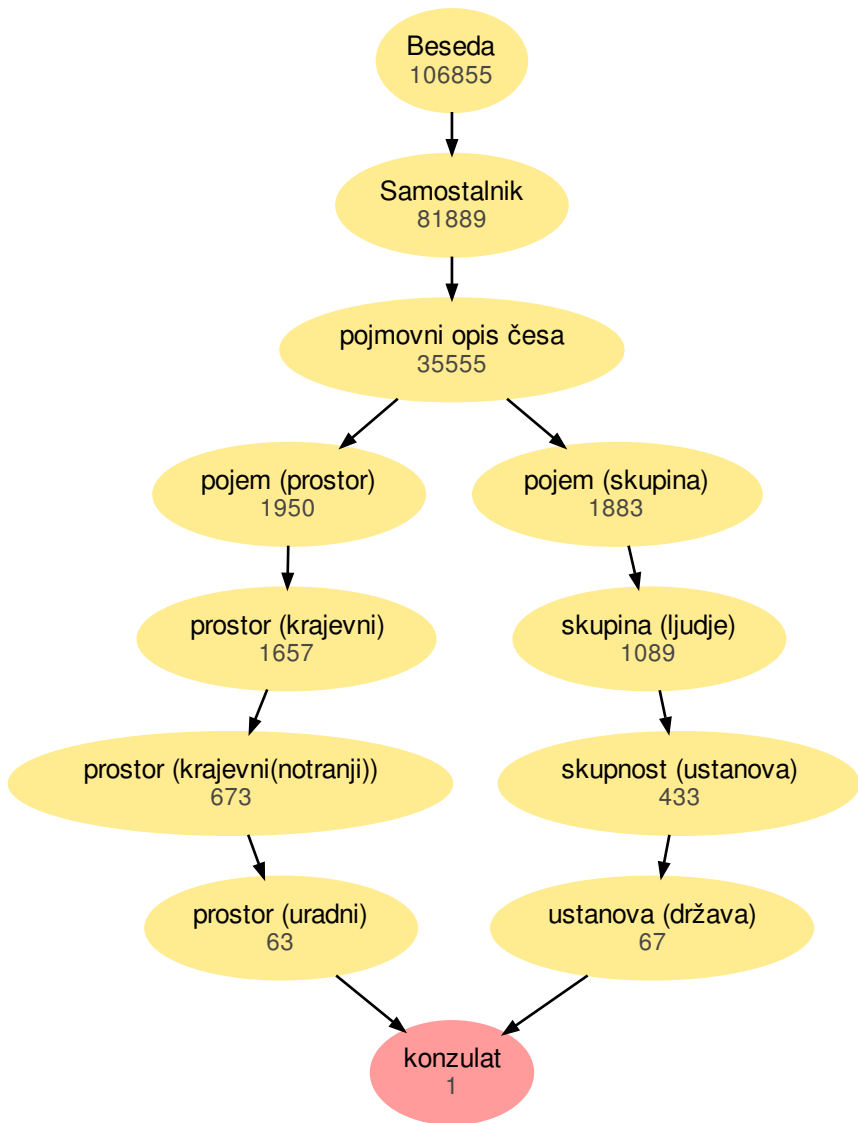 Beseda
106855
Samostalnik
81889
pojmovni opis česa
35555
pojem (prostor)
1950
pojem (skupina)
1883
prostor (krajevni)
1657
skupina (ljudje)
1089
prostor (krajevni(notranji))
673
skupnost (ustanova)
433
prostor (uradni)
63
ustanova (država)
67
konzulat
1